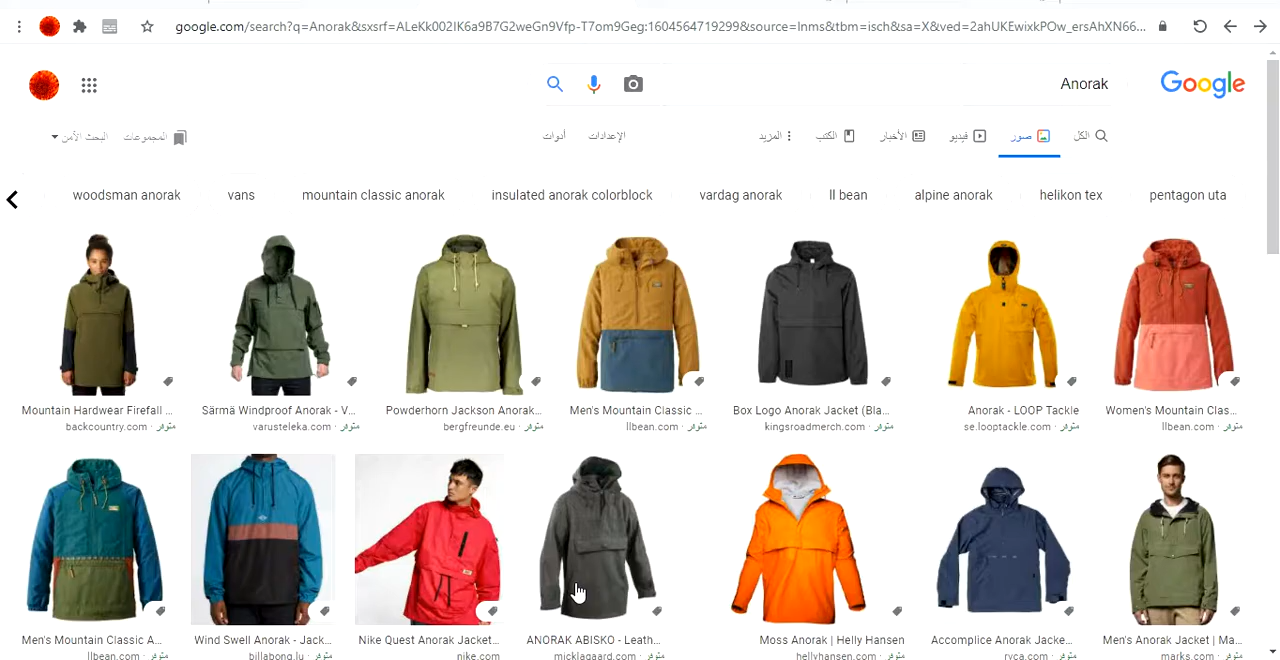 google.com/search?q=Anorak&sxsrf=ALeKk002IK6a9B7G2weGn9Vfp-T7om9Geg:1604564719299&source=lnms&tbm=isch&sa=X&ved=2ahUKEwixkPOw_ersAhXN66...
Google
Anorak
الكل صور فيديو الأخبار الكتب المزيد الإعدادات أدوات المجموعات البحث الآمن
woodsman anorak vans mountain classic anorak insulated anorak colorblock vardag anorak ll bean alpine anorak helikon tex pentagon uta
Mountain Hardwear Firefall ... Särmä Windproof Anorak - V... Powderhorn Jackson Anorak... Men's Mountain Classic ... Box Logo Anorak Jacket (Bla... Anorak - LOOP Tackle Women's Mountain Clas...
backcountry.com · متوفر varusteleka.com · متوفر bergfreunde.eu · متوفر llbean.com · متوفر kingsroadmerch.com · متوفر se.looptackle.com · متوفر llbean.com · متوفر
Men's Mountain Classic A... Wind Swell Anorak - Jack... Nike Quest Anorak Jacket... ANORAK ABISKO - Leath... Moss Anorak | Helly Hansen Accomplice Anorak Jacke... Men's Anorak Jacket | Ma...
llbean.com · متوفر billabong.lu · متوفر nike.com micklagaard.com · متوفر hellyhansen.com · متوفر rvca.com · متوفر marks.com · متوفر